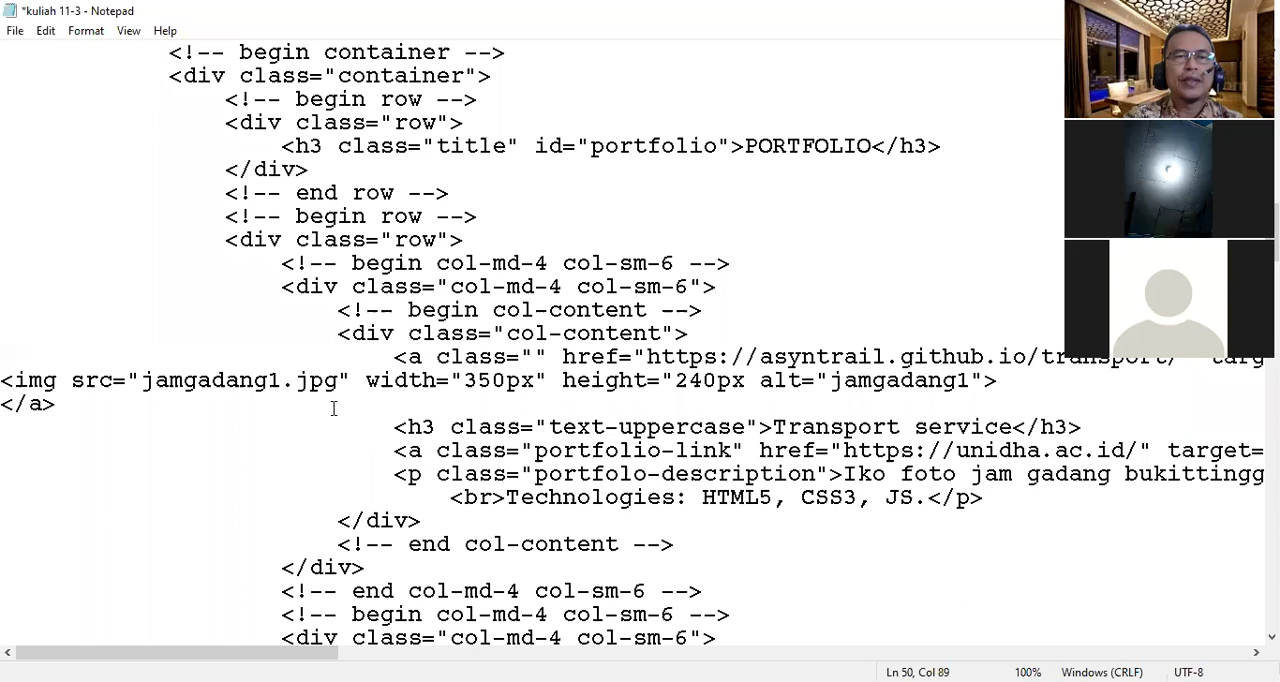 *kuliah 11-3 - Notepad
File Edit Format View Help
<!-- begin container -->
<div class="container">
<!-- begin row -->
<div class="row">
<h3 class="title" id="portfolio">PORTFOLIO</h3>
</div>
<!-- end row -->
<!-- begin row -->
<div class="row">
<!-- begin col-md-4 col-sm-6 -->
<div class="col-md-4 col-sm-6">
<!-- begin col-content -->
<div class="col-content">
<a class="" href="https://asyntrail.github.io/transport/" targ
<img src="jamgadang1.jpg" width="350px" height="240px alt="jamgadang1">
</a>
<h3 class="text-uppercase">Transport service</h3>
<a class="portfolio-link" href="https://unidha.ac.id/" target=
<p class="portfolo-description">Iko foto jam gadang bukittingg
<br>Technologies: HTML5, CSS3, JS.</p>
</div>
<!-- end col-content -->
</div>
<!-- end col-md-4 col-sm-6 -->
<!-- begin col-md-4 col-sm-6 -->
<div class="col-md-4 col-sm-6">
Ln 50, Col 89 100% Windows (CRLF) UTF-8